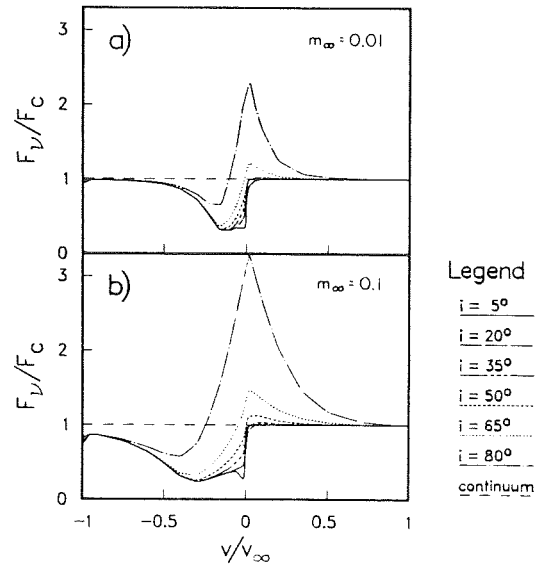 a)
m∞ = 0.01
Fν/FC
3
2
1
0
b)
m∞ = 0.1
Fν/FC
3
2
1
0
-1
-0.5
0
0.5
1
v/v∞
Legend
i = 5°
i = 20°
i = 35°
i = 50°
i = 65°
i = 80°
continuum